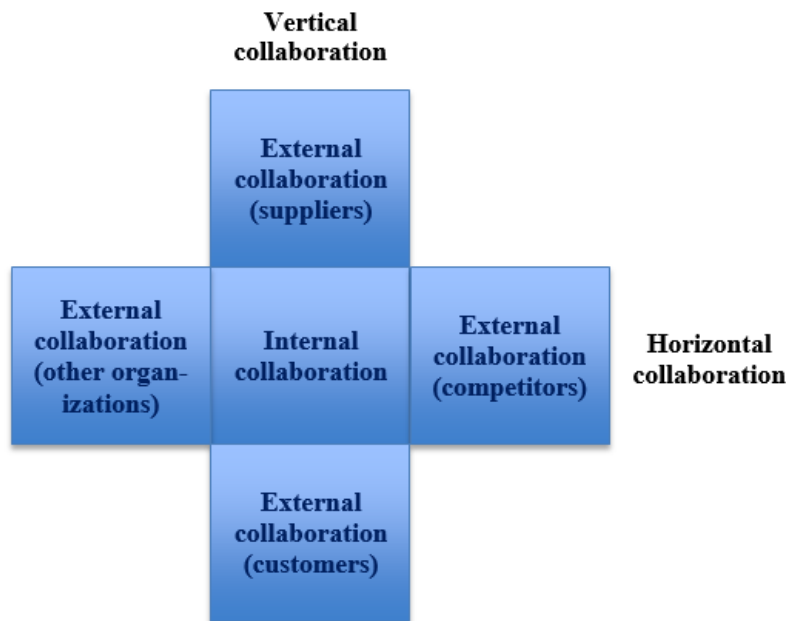 Vertical
collaboration
External
collaboration
(suppliers)
External
collaboration
(other organ-
izations)
Internal
collaboration
External
collaboration
(competitors)
Horizontal
collaboration
External
collaboration
(customers)